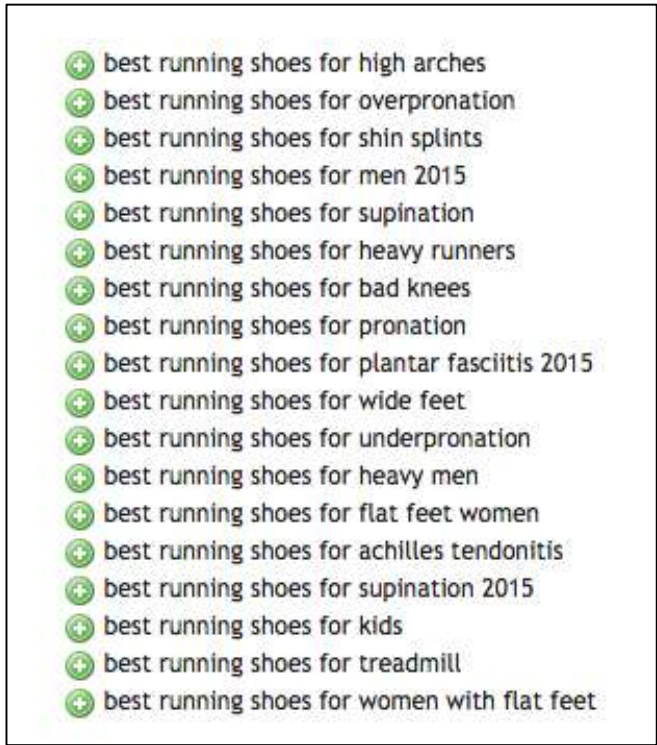 best running shoes for high arches
best running shoes for overpronation
best running shoes for shin splints
best running shoes for men 2015
best running shoes for supination
best running shoes for heavy runners
best running shoes for bad knees
best running shoes for pronation
best running shoes for plantar fasciitis 2015
best running shoes for wide feet
best running shoes for underpronation
best running shoes for heavy men
best running shoes for flat feet women
best running shoes for achilles tendonitis
best running shoes for supination 2015
best running shoes for kids
best running shoes for treadmill
best running shoes for women with flat feet